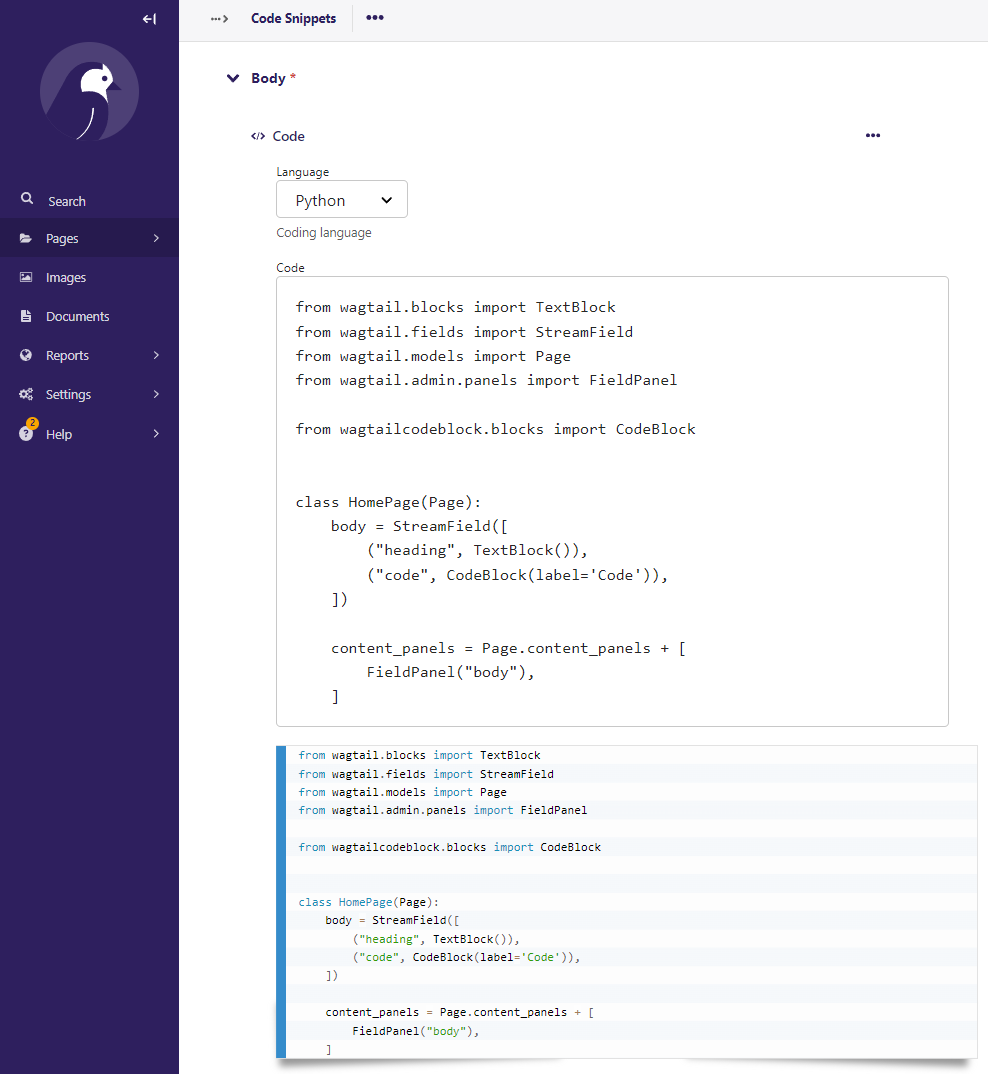 Code Snippets
Search
Pages
Images
Documents
Reports
Settings
2
Help
Body *
</> Code
Language
Python
Coding language
Code
from wagtail.blocks import TextBlock
from wagtail.fields import StreamField
from wagtail.models import Page
from wagtail.admin.panels import FieldPanel

from wagtailcodeblock.blocks import CodeBlock


class HomePage(Page):
    body = StreamField([
        ("heading", TextBlock()),
        ("code", CodeBlock(label='Code')),
    ])

    content_panels = Page.content_panels + [
        FieldPanel("body"),
    ]
from wagtail.blocks import TextBlock
from wagtail.fields import StreamField
from wagtail.models import Page
from wagtail.admin.panels import FieldPanel

from wagtailcodeblock.blocks import CodeBlock


class HomePage(Page):
    body = StreamField([
        ("heading", TextBlock()),
        ("code", CodeBlock(label='Code')),
    ])

    content_panels = Page.content_panels + [
        FieldPanel("body"),
    ]